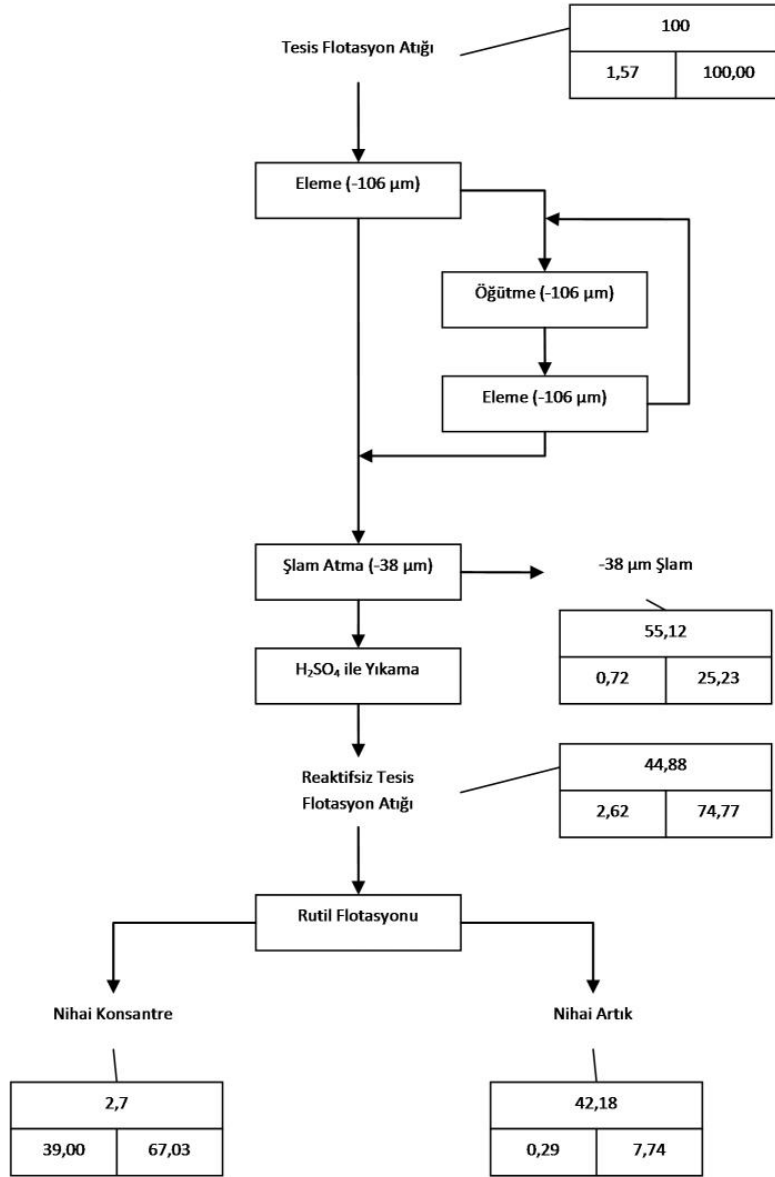 Tesis Flotasyon Atığı
100
1,57 100,00
Eleme (-106 µm)
Öğütme (-106 µm)
Eleme (-106 µm)
Şlam Atma (-38 µm)
-38 µm Şlam
55,12
0,72 25,23
H₂SO₄ ile Yıkama
Reaktifsiz Tesis
Flotasyon Atığı
44,88
2,62 74,77
Rutil Flotasyonu
Nihai Konsantre
Nihai Artık
2,7
39,00 67,03
42,18
0,29 7,74